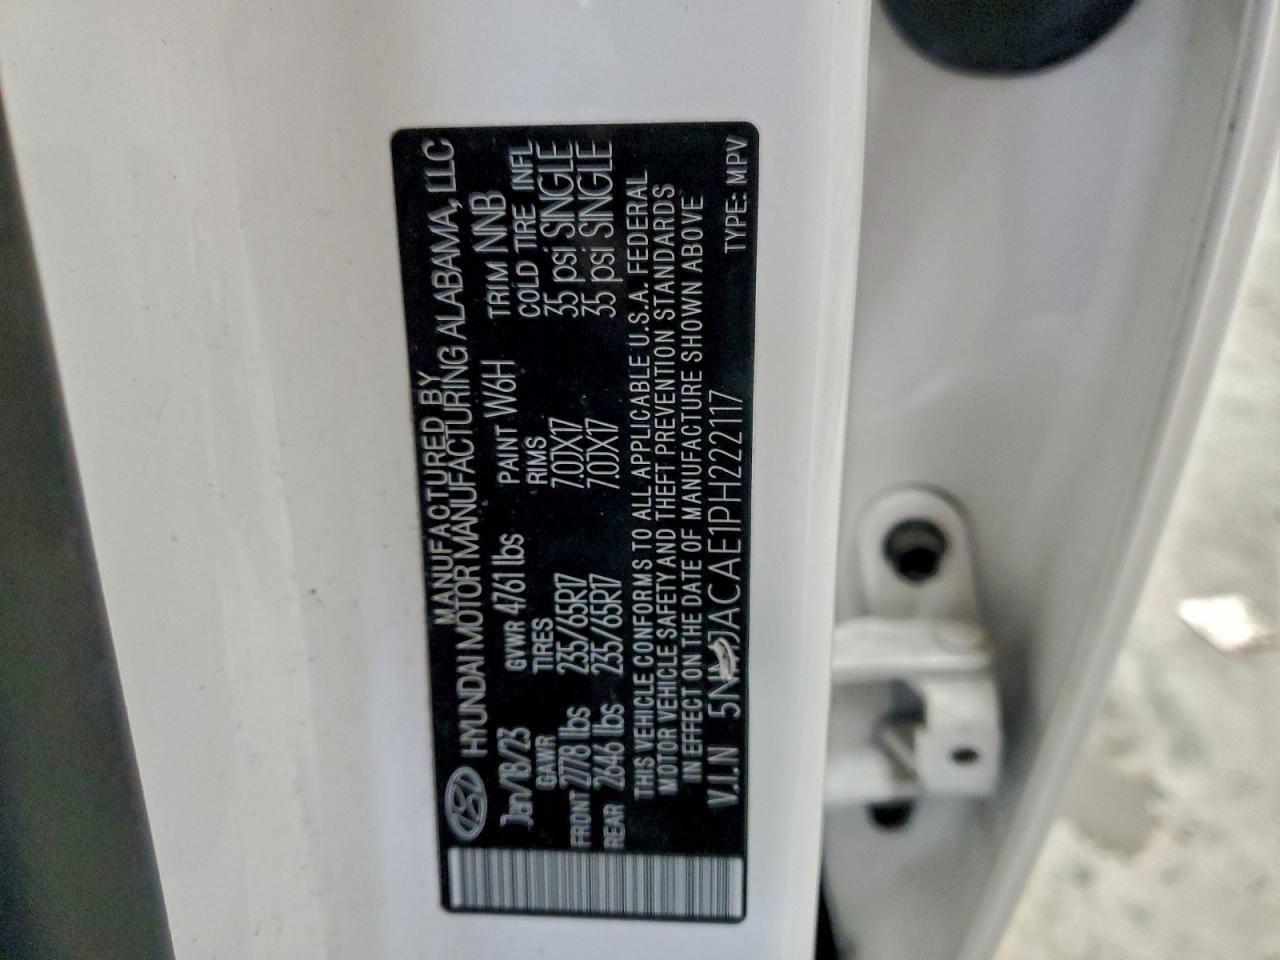 MANUFACTURED BY
HYUNDAI MOTOR MANUFACTURING ALABAMA, LLC
Jan/18/23 GVWR 4761 lbs PAINT W6H TRIM NNB
GAWR TIRES RIMS COLD TIRE INFL
FRONT 2778 lbs 235/65R17 7.0JX17 35 psi SINGLE
REAR 2646 lbs 235/65R17 7.0JX17 35 psi SINGLE
THIS VEHICLE CONFORMS TO ALL APPLICABLE U.S.A. FEDERAL
MOTOR VEHICLE SAFETY AND THEFT PREVENTION STANDARDS
IN EFFECT ON THE DATE OF MANUFACTURE SHOWN ABOVE
V.I.N TYPE: MPV